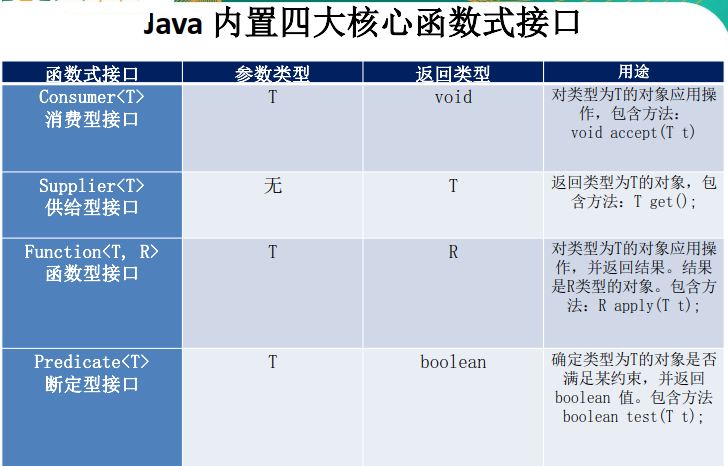 Java 内置四大核心函数式接口
函数式接口 参数类型 返回类型 用途
Consumer<T>
消费型接口
T
void
对类型为T的对象应用操
作，包含方法：
void accept(T t)
Supplier<T>
供给型接口
无
T
返回类型为T的对象，包
含方法：T get();
Function<T, R>
函数型接口
T
R
对类型为T的对象应用操
作，并返回结果。结果
是R类型的对象。包含方
法：R apply(T t);
Predicate<T>
断定型接口
T
boolean
确定类型为T的对象是否
满足某约束，并返回
boolean 值。包含方法
boolean test(T t);